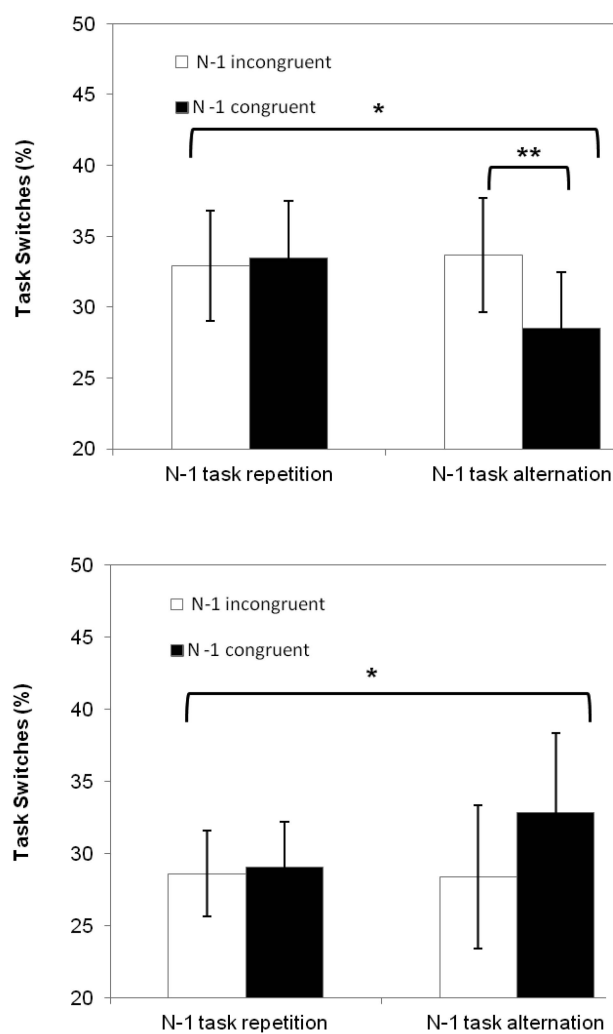 50
N-1 incongruent
45
N -1 congruent
*
40
**
Task Switches (%)
35
30
25
20
N-1 task repetition N-1 task alternation
50
N-1 incongruent
45
N -1 congruent
*
40
Task Switches (%)
35
30
25
20
N-1 task repetition N-1 task alternation